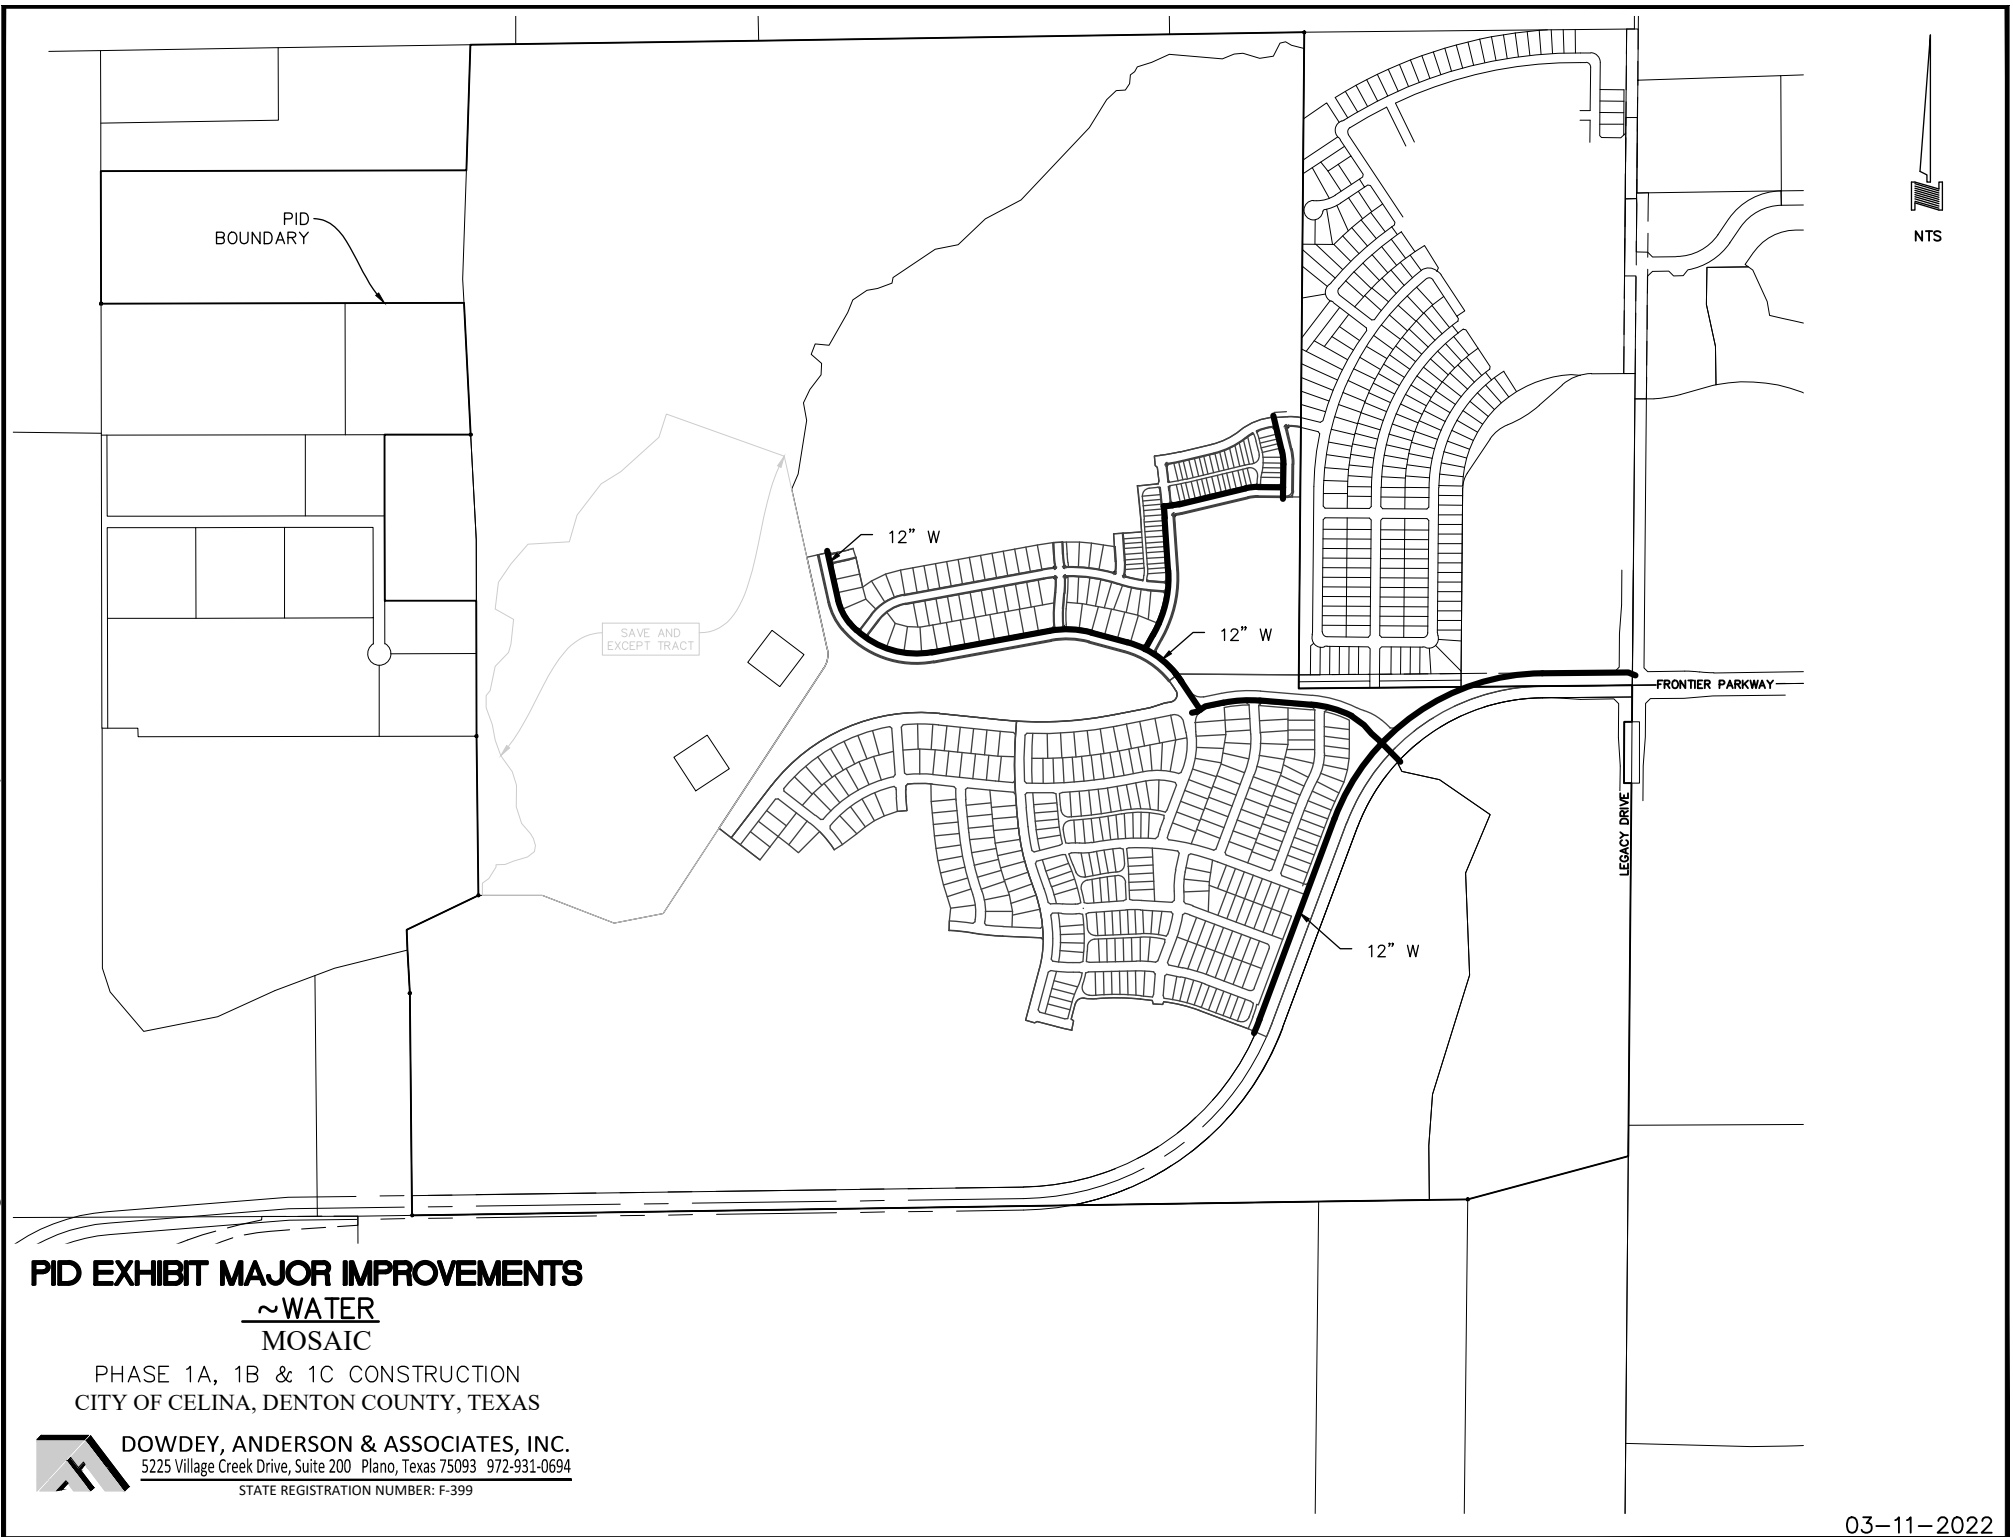 PID
BOUNDARY
NTS
SAVE AND
EXCEPT TRACT
12" W
12" W
FRONTIER PARKWAY
LEGACY DRIVE
12" W
PID EXHIBIT MAJOR IMPROVEMENTS
~WATER
MOSAIC
PHASE 1A, 1B & 1C CONSTRUCTION
CITY OF CELINA, DENTON COUNTY, TEXAS
DOWDEY, ANDERSON & ASSOCIATES, INC.
5225 Village Creek Drive, Suite 200 Plano, Texas 75093 972-931-0694
STATE REGISTRATION NUMBER: F-399
03-11-2022